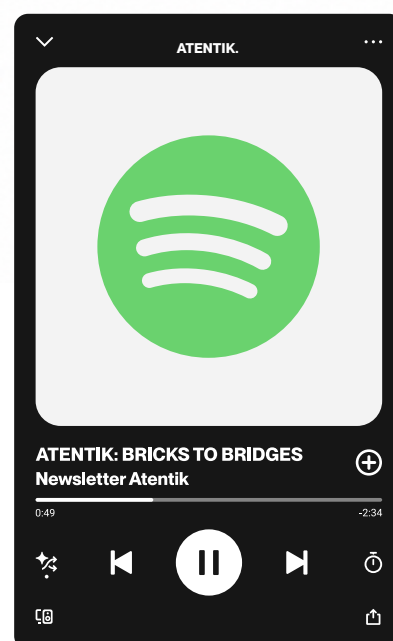 ATENTIK.
ATENTIK: BRICKS TO BRIDGES
Newsletter Atentik
0:49
-2:34